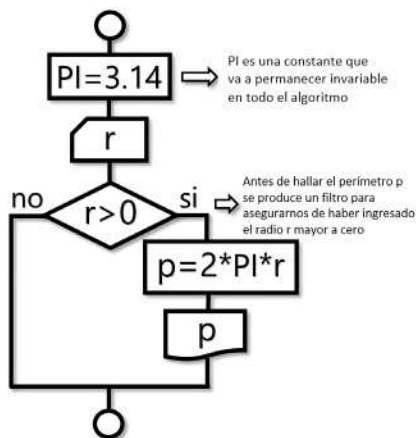 PI=3.14
PI es una constante que
va a permanecer invariable
en todo el algoritmo
r
no
si
r>0
Antes de hallar el perímetro p
se produce un filtro para
asegurarnos de haber ingresado
el radio r mayor a cero
p=2*PI*r
p